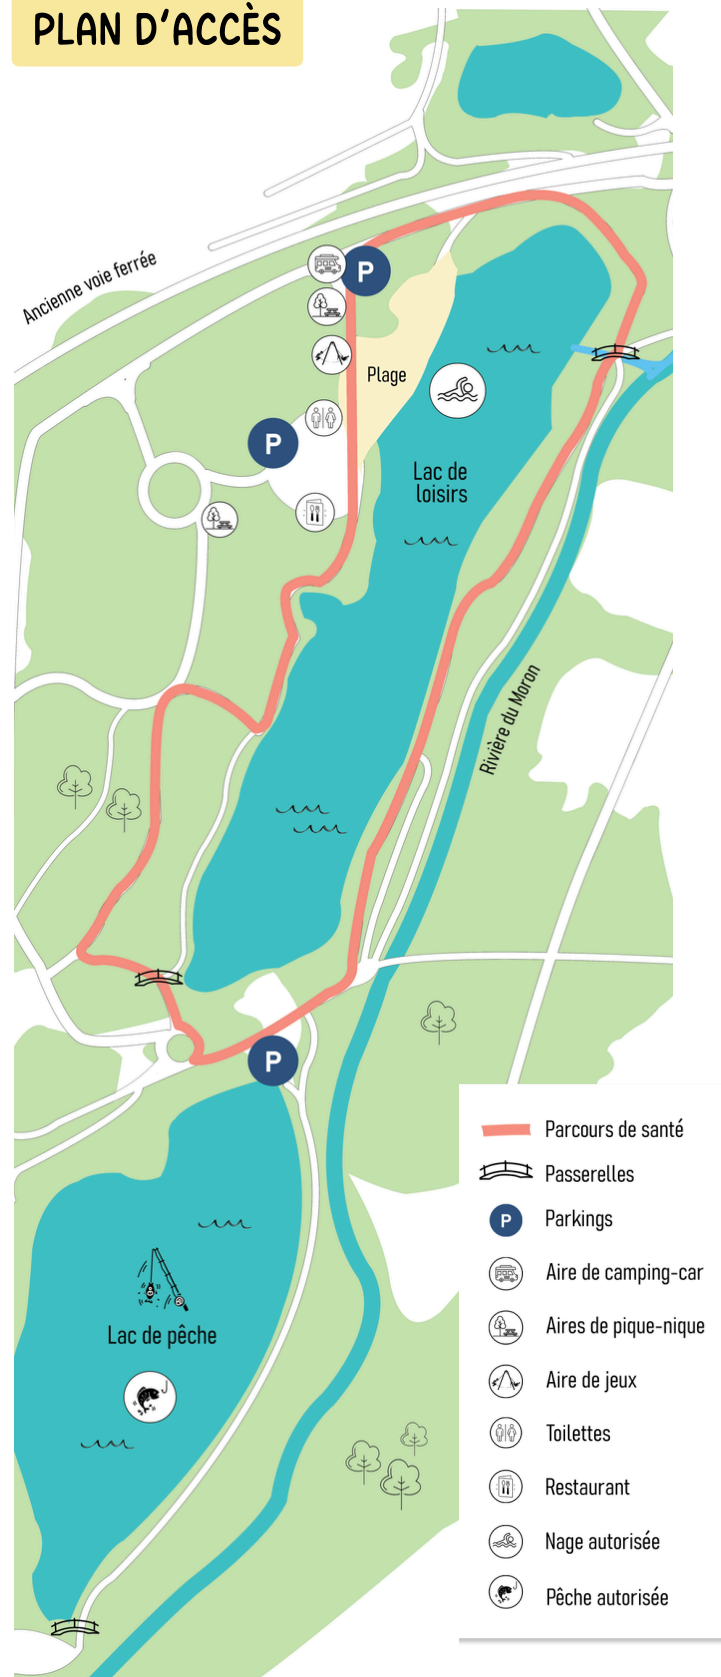 PLAN D'ACCÈS
Ancienne voie ferrée
P
Plage
P
Lac de
loisirs
Rivière du Moron
P
Lac de pêche
Parcours de santé
Passerelles
P
Parkings
Aire de camping-car
Aires de pique-nique
Aire de jeux
Toilettes
Restaurant
Nage autorisée
Pêche autorisée